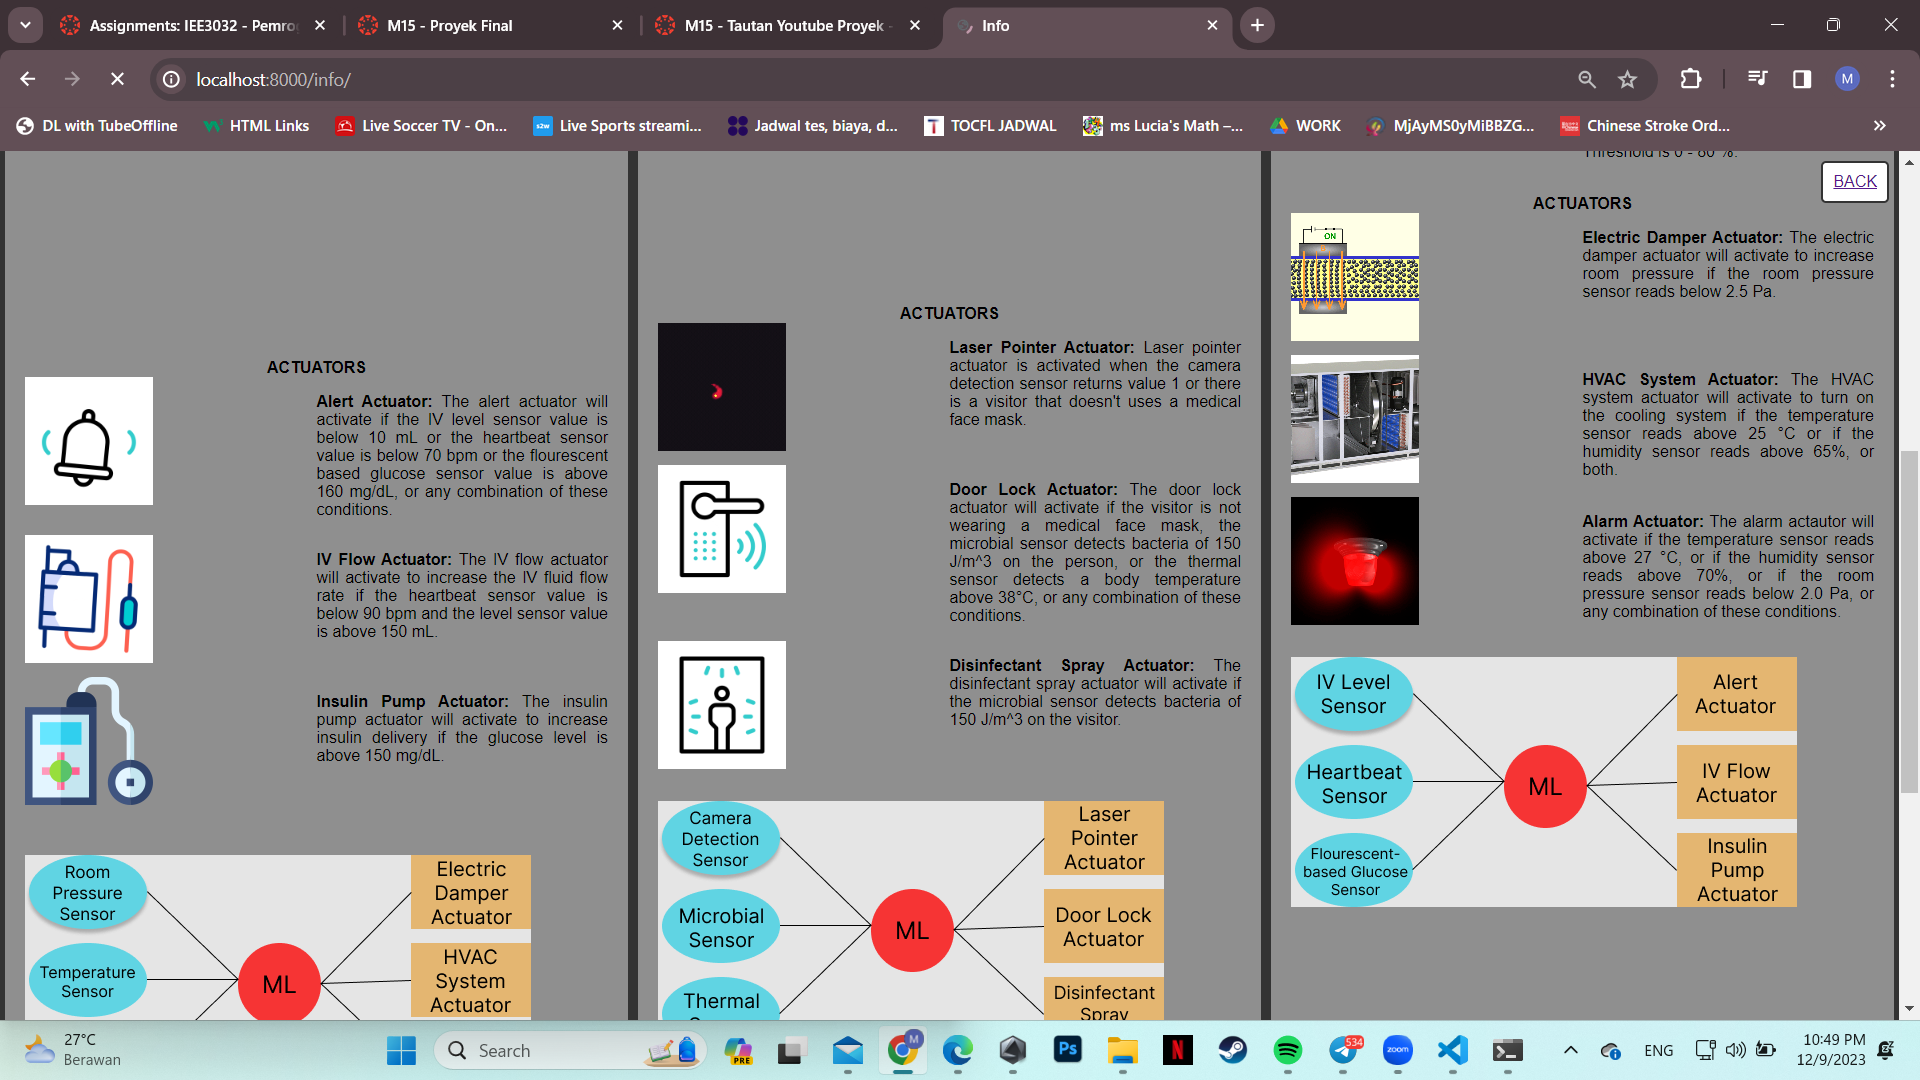 Assignments: IEE3032 - Pemro
M15 - Proyek Final
M15 - Tautan Youtube Proyek
Info
localhost:8000/info/
M
DL with TubeOffline
HTML Links
Live Soccer TV - On...
Live Sports streami...
Jadwal tes, biaya, d...
TOCFL JADWAL
ms Lucia's Math –...
WORK
MjAyMS0yMiBBZG...
Chinese Stroke Ord...
BACK
ACTUATORS
Alert Actuator: The alert actuator will
activate if the IV level sensor value is
below 10 mL or the heartbeat sensor
value is below 70 bpm or the flourescent
based glucose sensor value is above
160 mg/dL, or any combination of these
conditions.
IV Flow Actuator: The IV flow actuator
will activate to increase the IV fluid flow
rate if the heartbeat sensor value is
below 90 bpm and the level sensor value
is above 150 mL.
Insulin Pump Actuator: The insulin
pump actuator will activate to increase
insulin delivery if the glucose level is
above 150 mg/dL.
Room
Pressure
Sensor
Temperature
Sensor
ML
Electric
Damper
Actuator
HVAC
System
Actuator
ACTUATORS
Laser Pointer Actuator: Laser pointer
actuator is activated when the camera
detection sensor returns value 1 or there
is a visitor that doesn't uses a medical
face mask.
Door Lock Actuator: The door lock
actuator will activate if the visitor is not
wearing a medical face mask, the
microbial sensor detects bacteria of 150
J/m^3 on the person, or the thermal
sensor detects a body temperature
above 38°C, or any combination of these
conditions.
Disinfectant Spray Actuator: The
disinfectant spray actuator will activate if
the microbial sensor detects bacteria of
150 J/m^3 on the visitor.
Camera
Detection
Sensor
Microbial
Sensor
Thermal
ML
Laser
Pointer
Actuator
Door Lock
Actuator
Disinfectant
Spray
Threshold is 0 - 80 %.
ACTUATORS
ON
Electric Damper Actuator: The electric
damper actuator will activate to increase
room pressure if the room pressure
sensor reads below 2.5 Pa.
HVAC System Actuator: The HVAC
system actuator will activate to turn on
the cooling system if the temperature
sensor reads above 25 °C or if the
humidity sensor reads above 65%, or
both.
Alarm Actuator: The alarm actautor will
activate if the temperature sensor reads
above 27 °C, or if the humidity sensor
reads above 70%, or if the room
pressure sensor reads below 2.0 Pa, or
any combination of these conditions.
IV Level
Sensor
Heartbeat
Sensor
Flourescent-
based Glucose
Sensor
ML
Alert
Actuator
IV Flow
Actuator
Insulin
Pump
Actuator
27°C
Berawan
Search
PRE
M
Ps
N
534
zoom
ENG
10:49 PM
12/9/2023